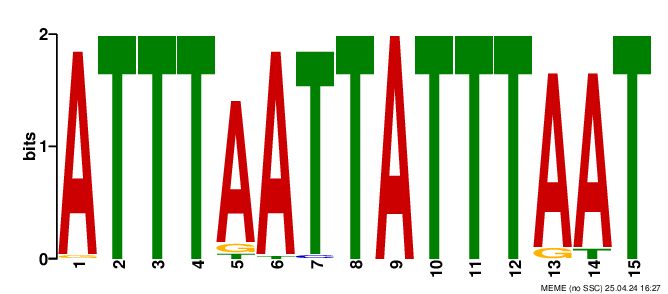 2
1
0
bits
ATTTAATTATTTAAT
G G
T T T
1 2 3 4 5 6 7 8 9 10 11 12 13 14 15
MEME (no SSC) 25.04.24 16:27